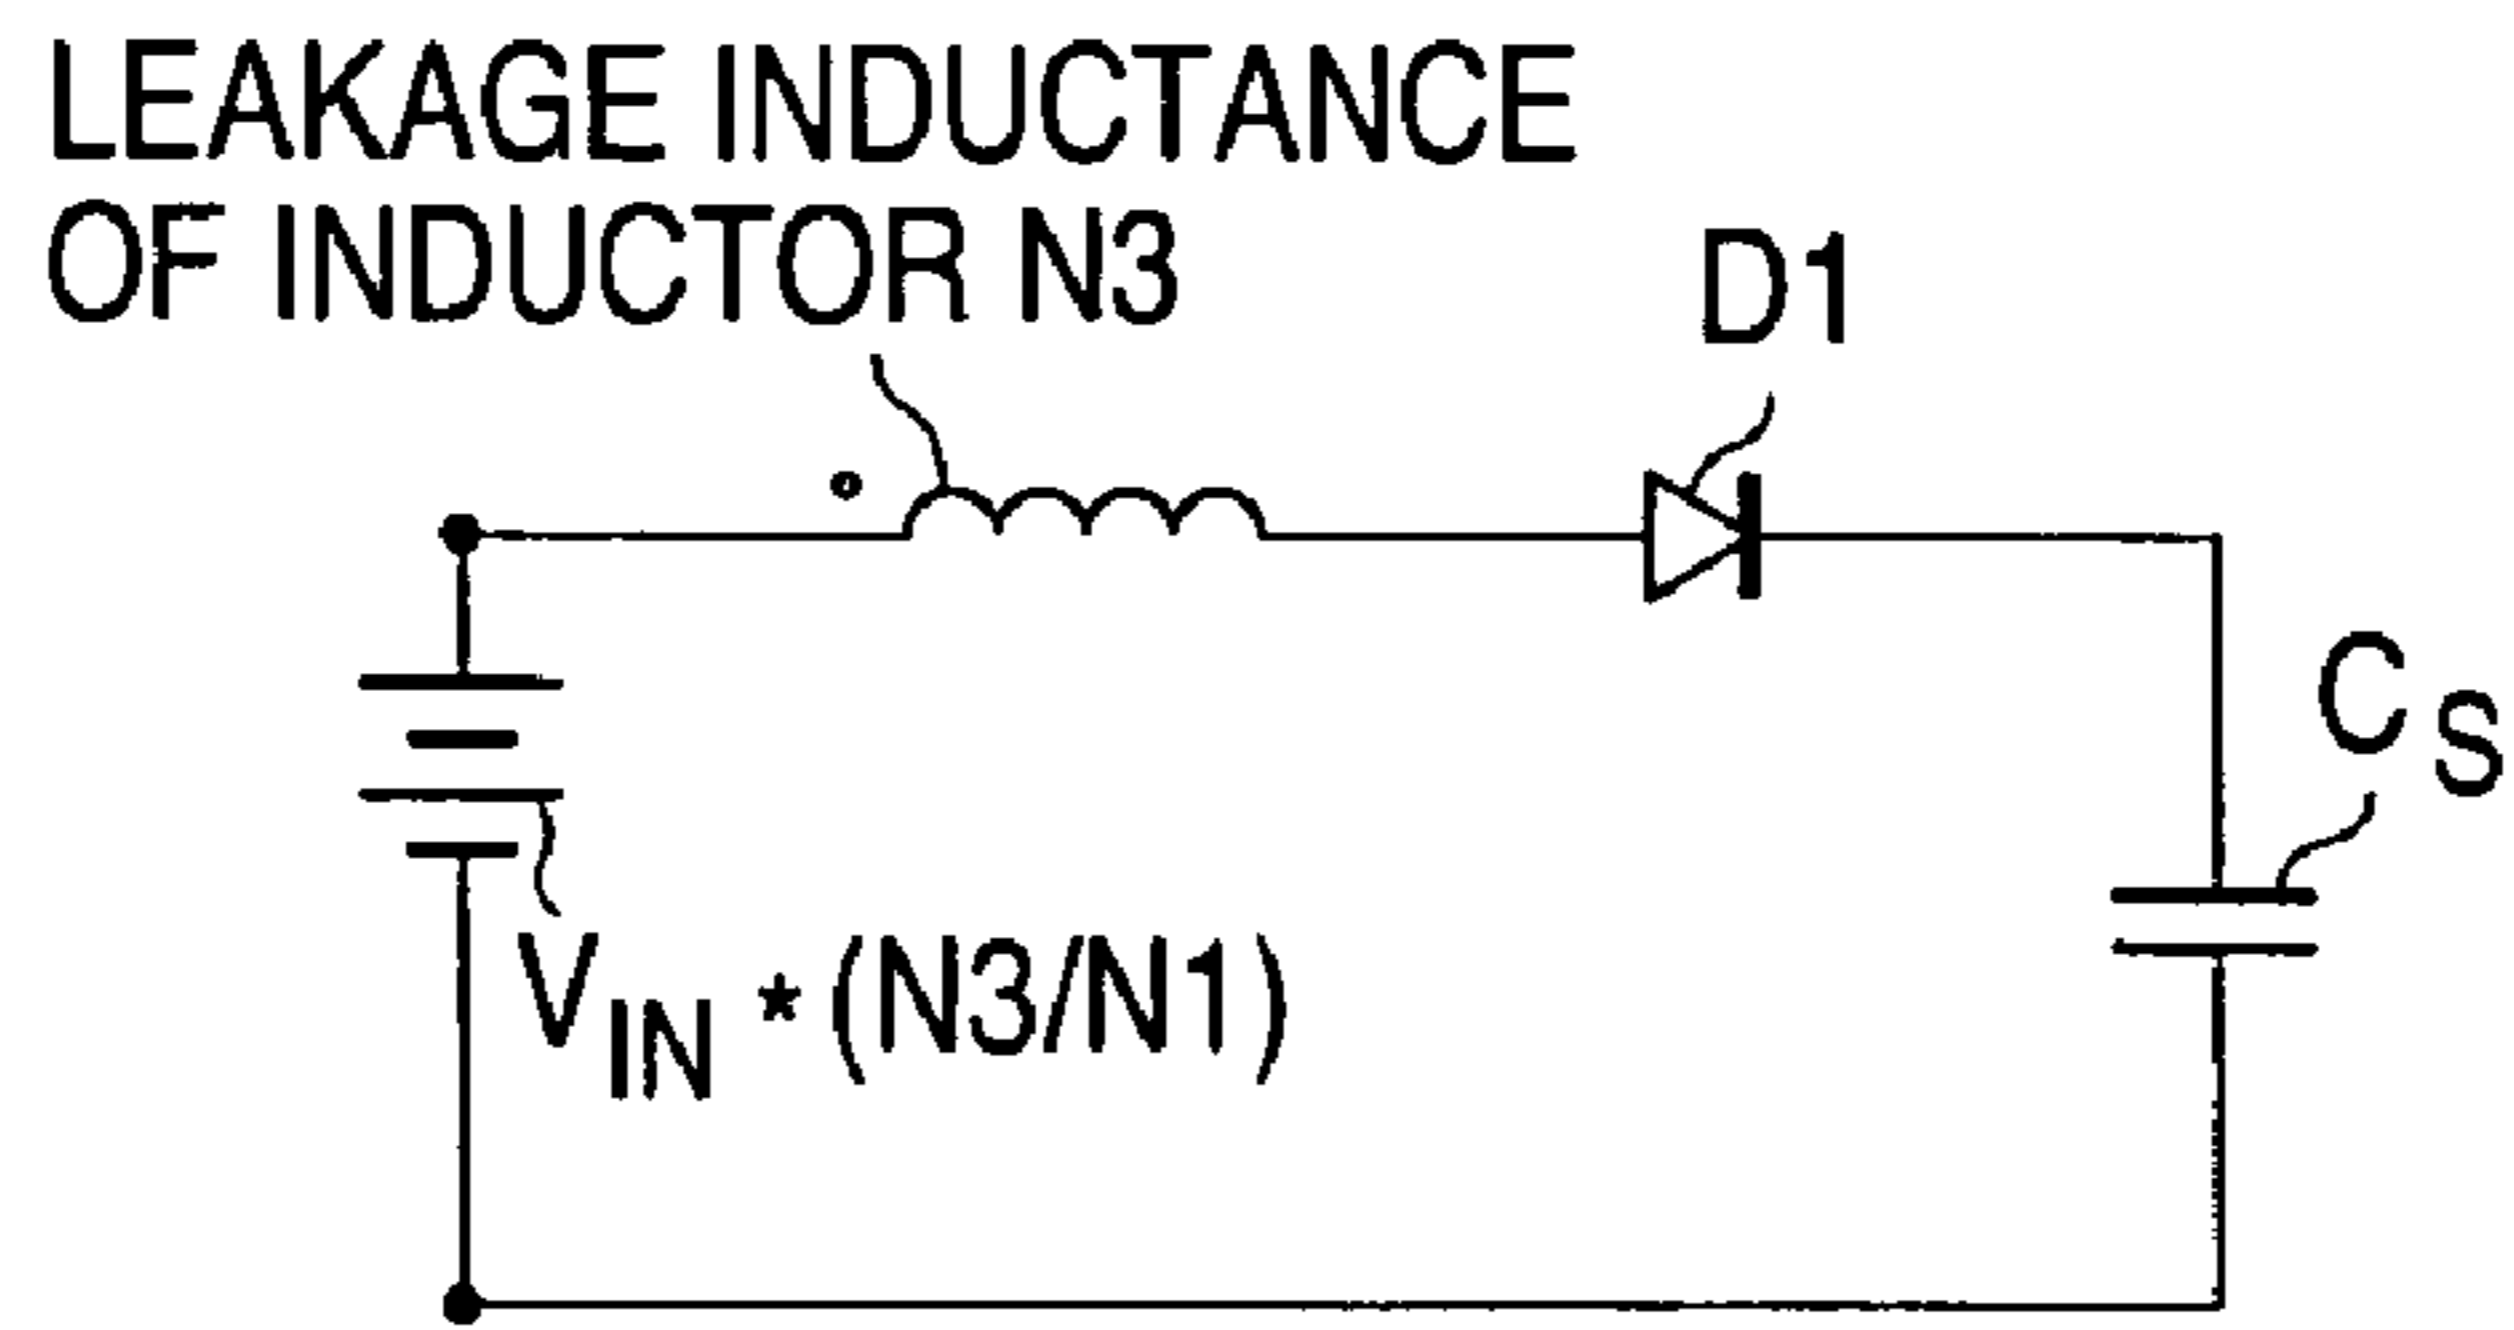 LEAKAGE INDUCTANCE
OF INDUCTOR N3
D1
CS
VIN * (N3/N1)